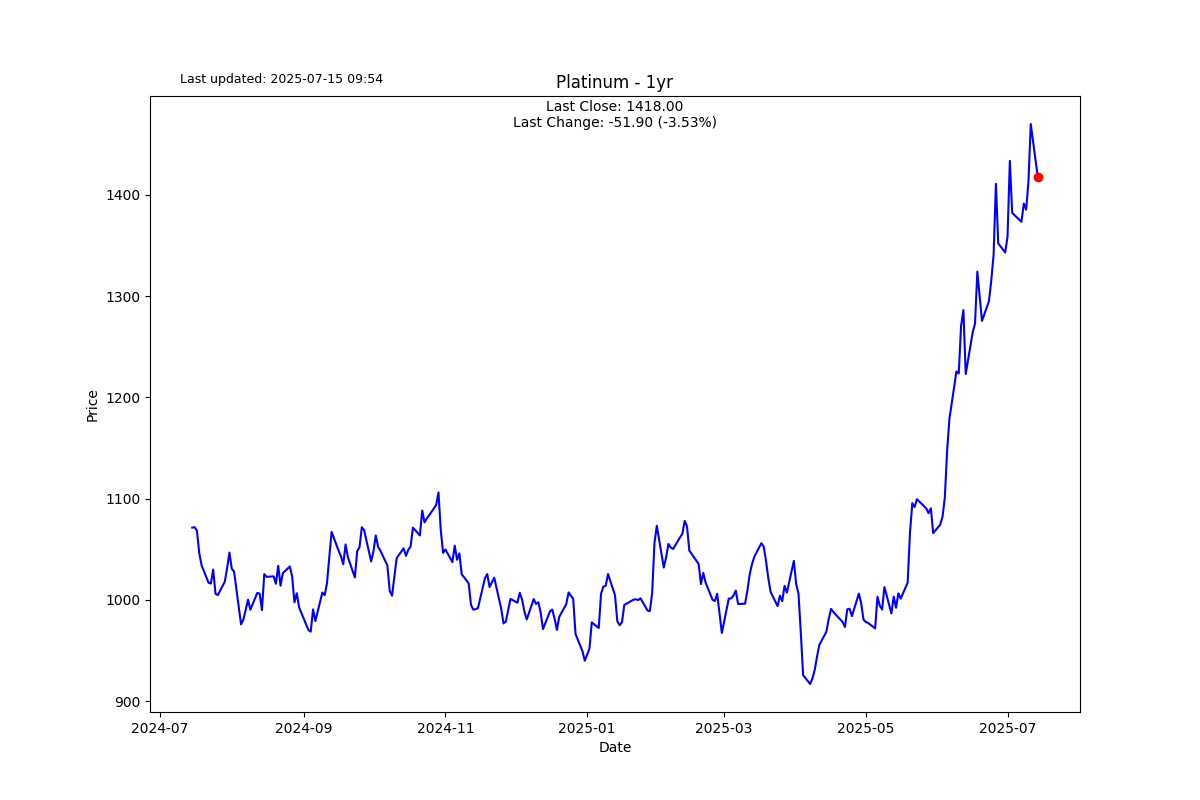 Last updated: 2025-07-15 09:54
Platinum - 1yr
Last Close: 1418.00
Last Change: -51.90 (-3.53%)
Price
1400
1300
1200
1100
1000
900
2024-07
2024-09
2024-11
2025-01
2025-03
2025-05
2025-07
Date